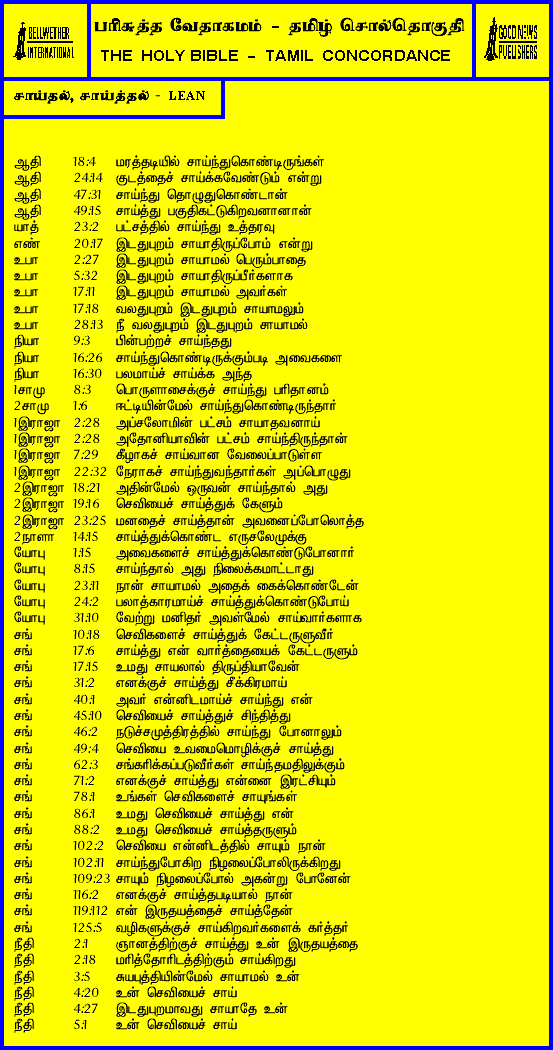 BELLWETHER
INTERNATIONAL
பரிசுத்த வேதாகமம் - தமிழ் சொல்தொகுதி
THE HOLY BIBLE - TAMIL CONCORDANCE
GOOD NEWS
PUBLISHERS
சாய்தல், சாய்த்தல் - LEAN
ஆதி 18:4 மரத்தடியில் சாய்ந்துகொண்டிருங்கள்
ஆதி 24:14 குடத்தைச் சாய்க்கவேண்டும் என்று
ஆதி 47:31 சாய்ந்து தொழுதுகொண்டான்
ஆதி 49:15 சாய்த்து பகுதிகட்டுகிறவனானான்
யாத் 23:2 பட்சத்தில் சாய்ந்து உத்தரவு
எண் 20:17 இடதுபுறம் சாயாதிருப்போம் என்று
உபா 2:27 இடதுபுறம் சாயாமல் பெரும்பாதை
உபா 5:32 இடதுபுறம் சாயாதிருப்பீர்களாக
உபா 17:11 இடதுபுறம் சாயாமல் அவர்கள்
உபா 17:18 வலதுபுறம் இடதுபுறம் சாயாமலும்
உபா 28:13 நீ வலதுபுறம் இடதுபுறம் சாயாமல்
நியா 9:3 பின்பற்றச் சாய்ந்தது
நியா 16:26 சாய்ந்துகொண்டிருக்கும்படி அவைகளை
நியா 16:30 பலமாய்ச் சாய்க்க அந்த
1சாமு 8:3 பொருளாசைக்குச் சாய்ந்து பரிதானம்
2சாமு 1:6 ஈட்டியின்மேல் சாய்ந்துகொண்டிருந்தார்
1இராஜா 2:28 அப்சலோமின் பட்சம் சாயாதவனாய்
1இராஜா 2:28 அதோனியாவின் பட்சம் சாய்ந்திருந்தான்
1இராஜா 7:29 கீழாகச் சாய்வான வேலைப்பாடுள்ள
1இராஜா 22:32 நேராகச் சாய்ந்துவந்தார்கள் அப்பொழுது
2இராஜா 18:21 அதின்மேல் ஒருவன் சாய்ந்தால் அது
2இராஜா 19:16 செவியைச் சாய்த்துக் கேளும்
2இராஜா 23:25 மனதைச் சாய்த்தான் அவனைப்போலொத்த
2நாளா 14:15 சாய்த்துக்கொண்ட எருசலேமுக்கு
யோபு 1:15 அவைகளைச் சாய்த்துக்கொண்டுபோனார்
யோபு 8:15 சாய்ந்தால் அது நிலைக்கமாட்டாது
யோபு 23:11 நான் சாயாமல் அதைக் கைக்கொண்டேன்
யோபு 24:2 பலாத்காரமாய்ச் சாய்த்துக்கொண்டுபோய்
யோபு 31:10 வேற்று மனிதர் அவள்மேல் சாய்வார்களாக
சங் 10:18 செவிகளைச் சாய்த்துக் கேட்டருளுவீர்
சங் 17:6 சாய்த்து என் வார்த்தையைக் கேட்டருளும்
சங் 17:15 உமது சாயலால் திருப்தியாவேன்
சங் 31:2 எனக்குச் சாய்த்து சீக்கிரமாய்
சங் 40:1 அவர் என்னிடமாய்ச் சாய்ந்து என்
சங் 45:10 செவியைச் சாய்த்துச் சிந்தித்து
சங் 46:2 நடுச்சமுத்திரத்தில் சாய்ந்து போனாலும்
சங் 49:4 செவியை உவமைமொழிக்குச் சாய்த்து
சங் 62:3 சங்கரிக்கப்படுவீர்கள் சாய்ந்தமதிலுக்கும்
சங் 71:2 எனக்குச் சாய்த்து என்னை இரட்சியும்
சங் 78:1 உங்கள் செவிகளைச் சாயுங்கள்
சங் 86:1 உமது செவியைச் சாய்த்து என்
சங் 88:2 உமது செவியைச் சாய்த்தருளும்
சங் 102:2 செவியை என்னிடத்தில் சாயும் நான்
சங் 102:11 சாய்ந்துபோகிற நிழலைப்போலிருக்கிறது
சங் 109:23 சாயும் நிழலைப்போல் அகன்று போனேன்
சங் 116:2 எனக்குச் சாய்த்தபடியால் நான்
சங் 119:112 என் இருதயத்தைச் சாய்த்தேன்
சங் 125:5 வழிகளுக்குச் சாய்கிறவர்களைக் கர்த்தர்
நீதி 2:1 ஞானத்திற்குச் சாய்த்து உன் இருதயத்தை
நீதி 2:18 மரித்தோரிடத்திற்கும் சாய்கிறது
நீதி 3:5 சுயபுத்தியின்மேல் சாயாமல் உன்
நீதி 4:20 உன் செவியைச் சாய்
நீதி 4:27 இடதுபுறமாவது சாயாதே உன்
நீதி 5:1 உன் செவியைச் சாய்